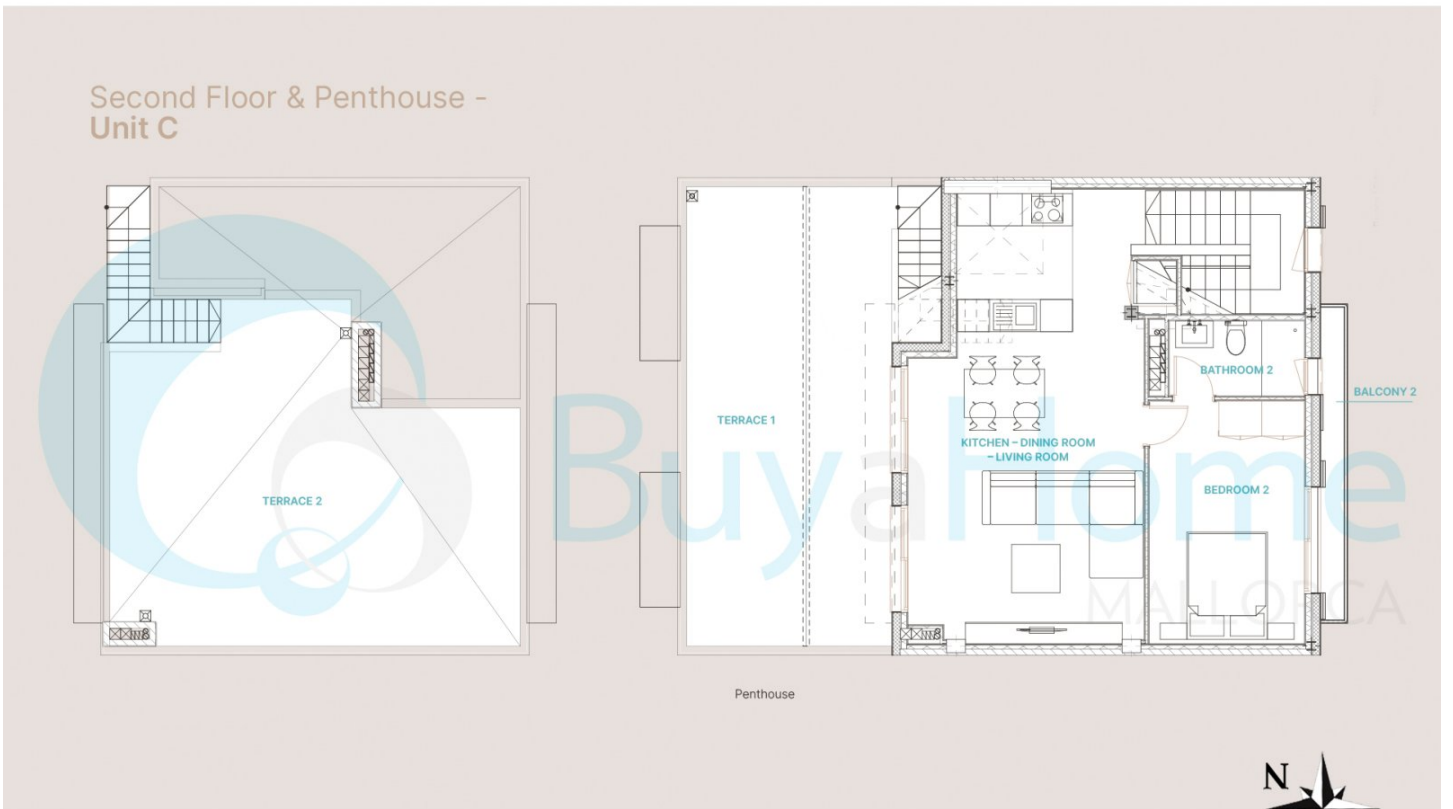 Second Floor & Penthouse -
Unit C
BATHROOM 2
BALCONY 2
TERRACE 1
KITCHEN – DINING ROOM
– LIVING ROOM
TERRACE 2
BEDROOM 2
BuyaHome
MALLORCA
Penthouse
N